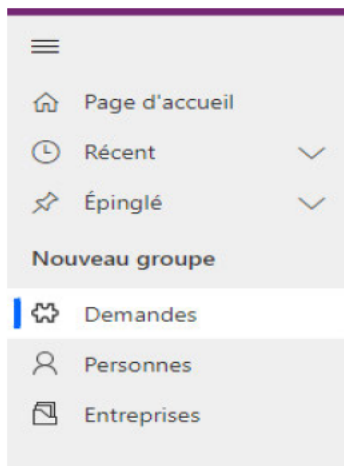 Page d'accueil
Récent
Épinglé
Nouveau groupe
Demandes
Personnes
Entreprises